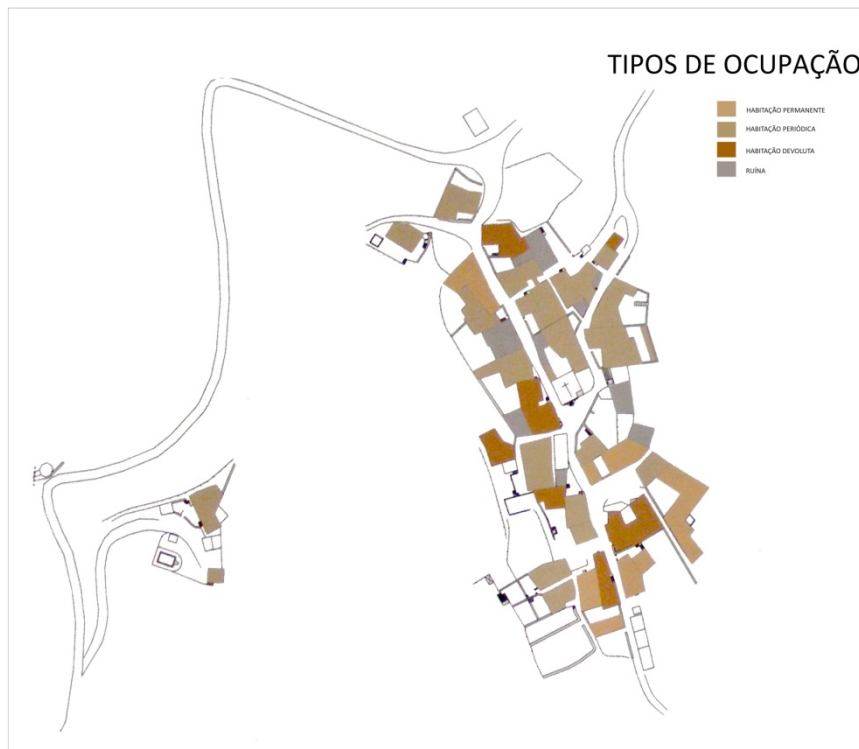 TIPOS DE OCUPAÇÃO
HABITAÇÃO PERMANENTE
HABITAÇÃO PERIÓDICA
HABITAÇÃO DEVOLUTA
RUÍNA